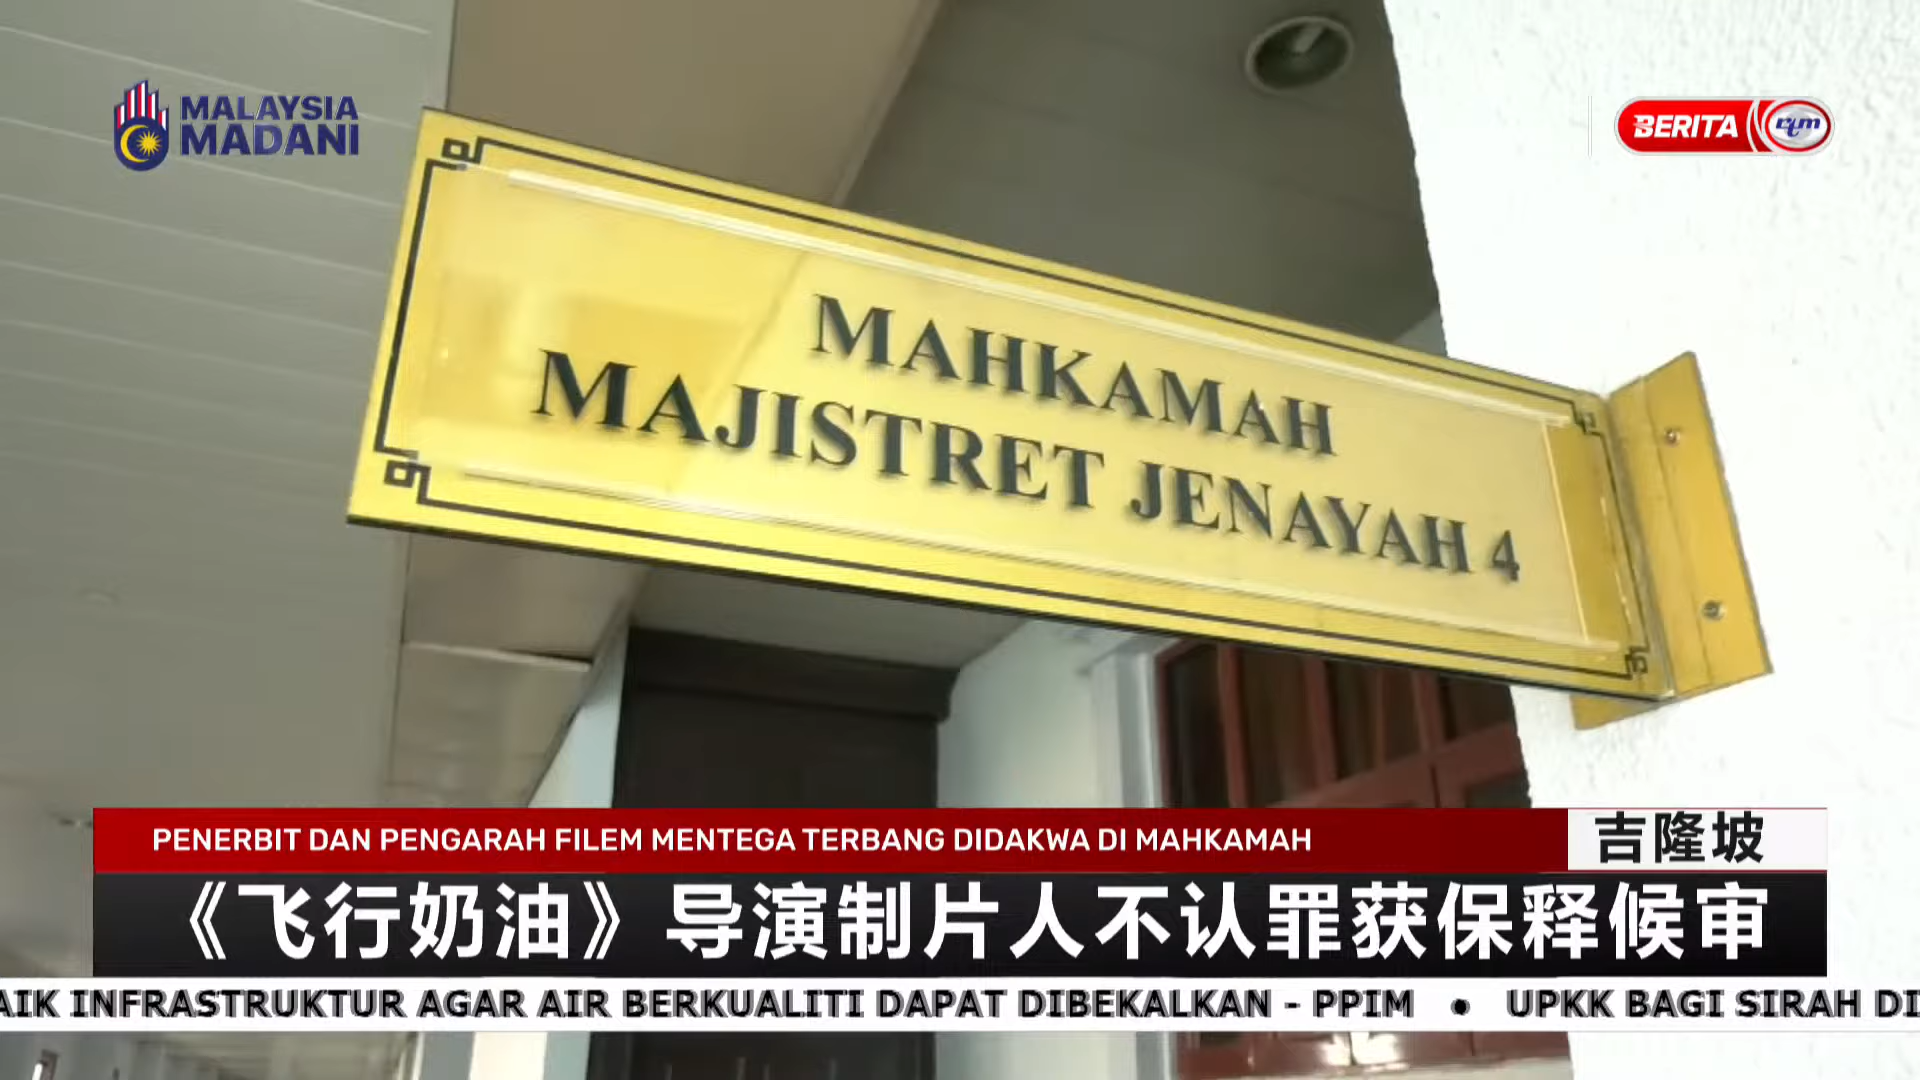 MALAYSIA
MADANI
BERITA rtm
MAHKAMAH
MAJISTRET JENAYAH 4
PENERBIT DAN PENGARAH FILEM MENTEGA TERBANG DIDAKWA DI MAHKAMAH
吉隆坡
《飞行奶油》导演制片人不认罪获保释候审
AIK INFRASTRUKTUR AGAR AIR BERKUALITI DAPAT DIBEKALKAN - PPIM • UPKK BAGI SIRAH DI